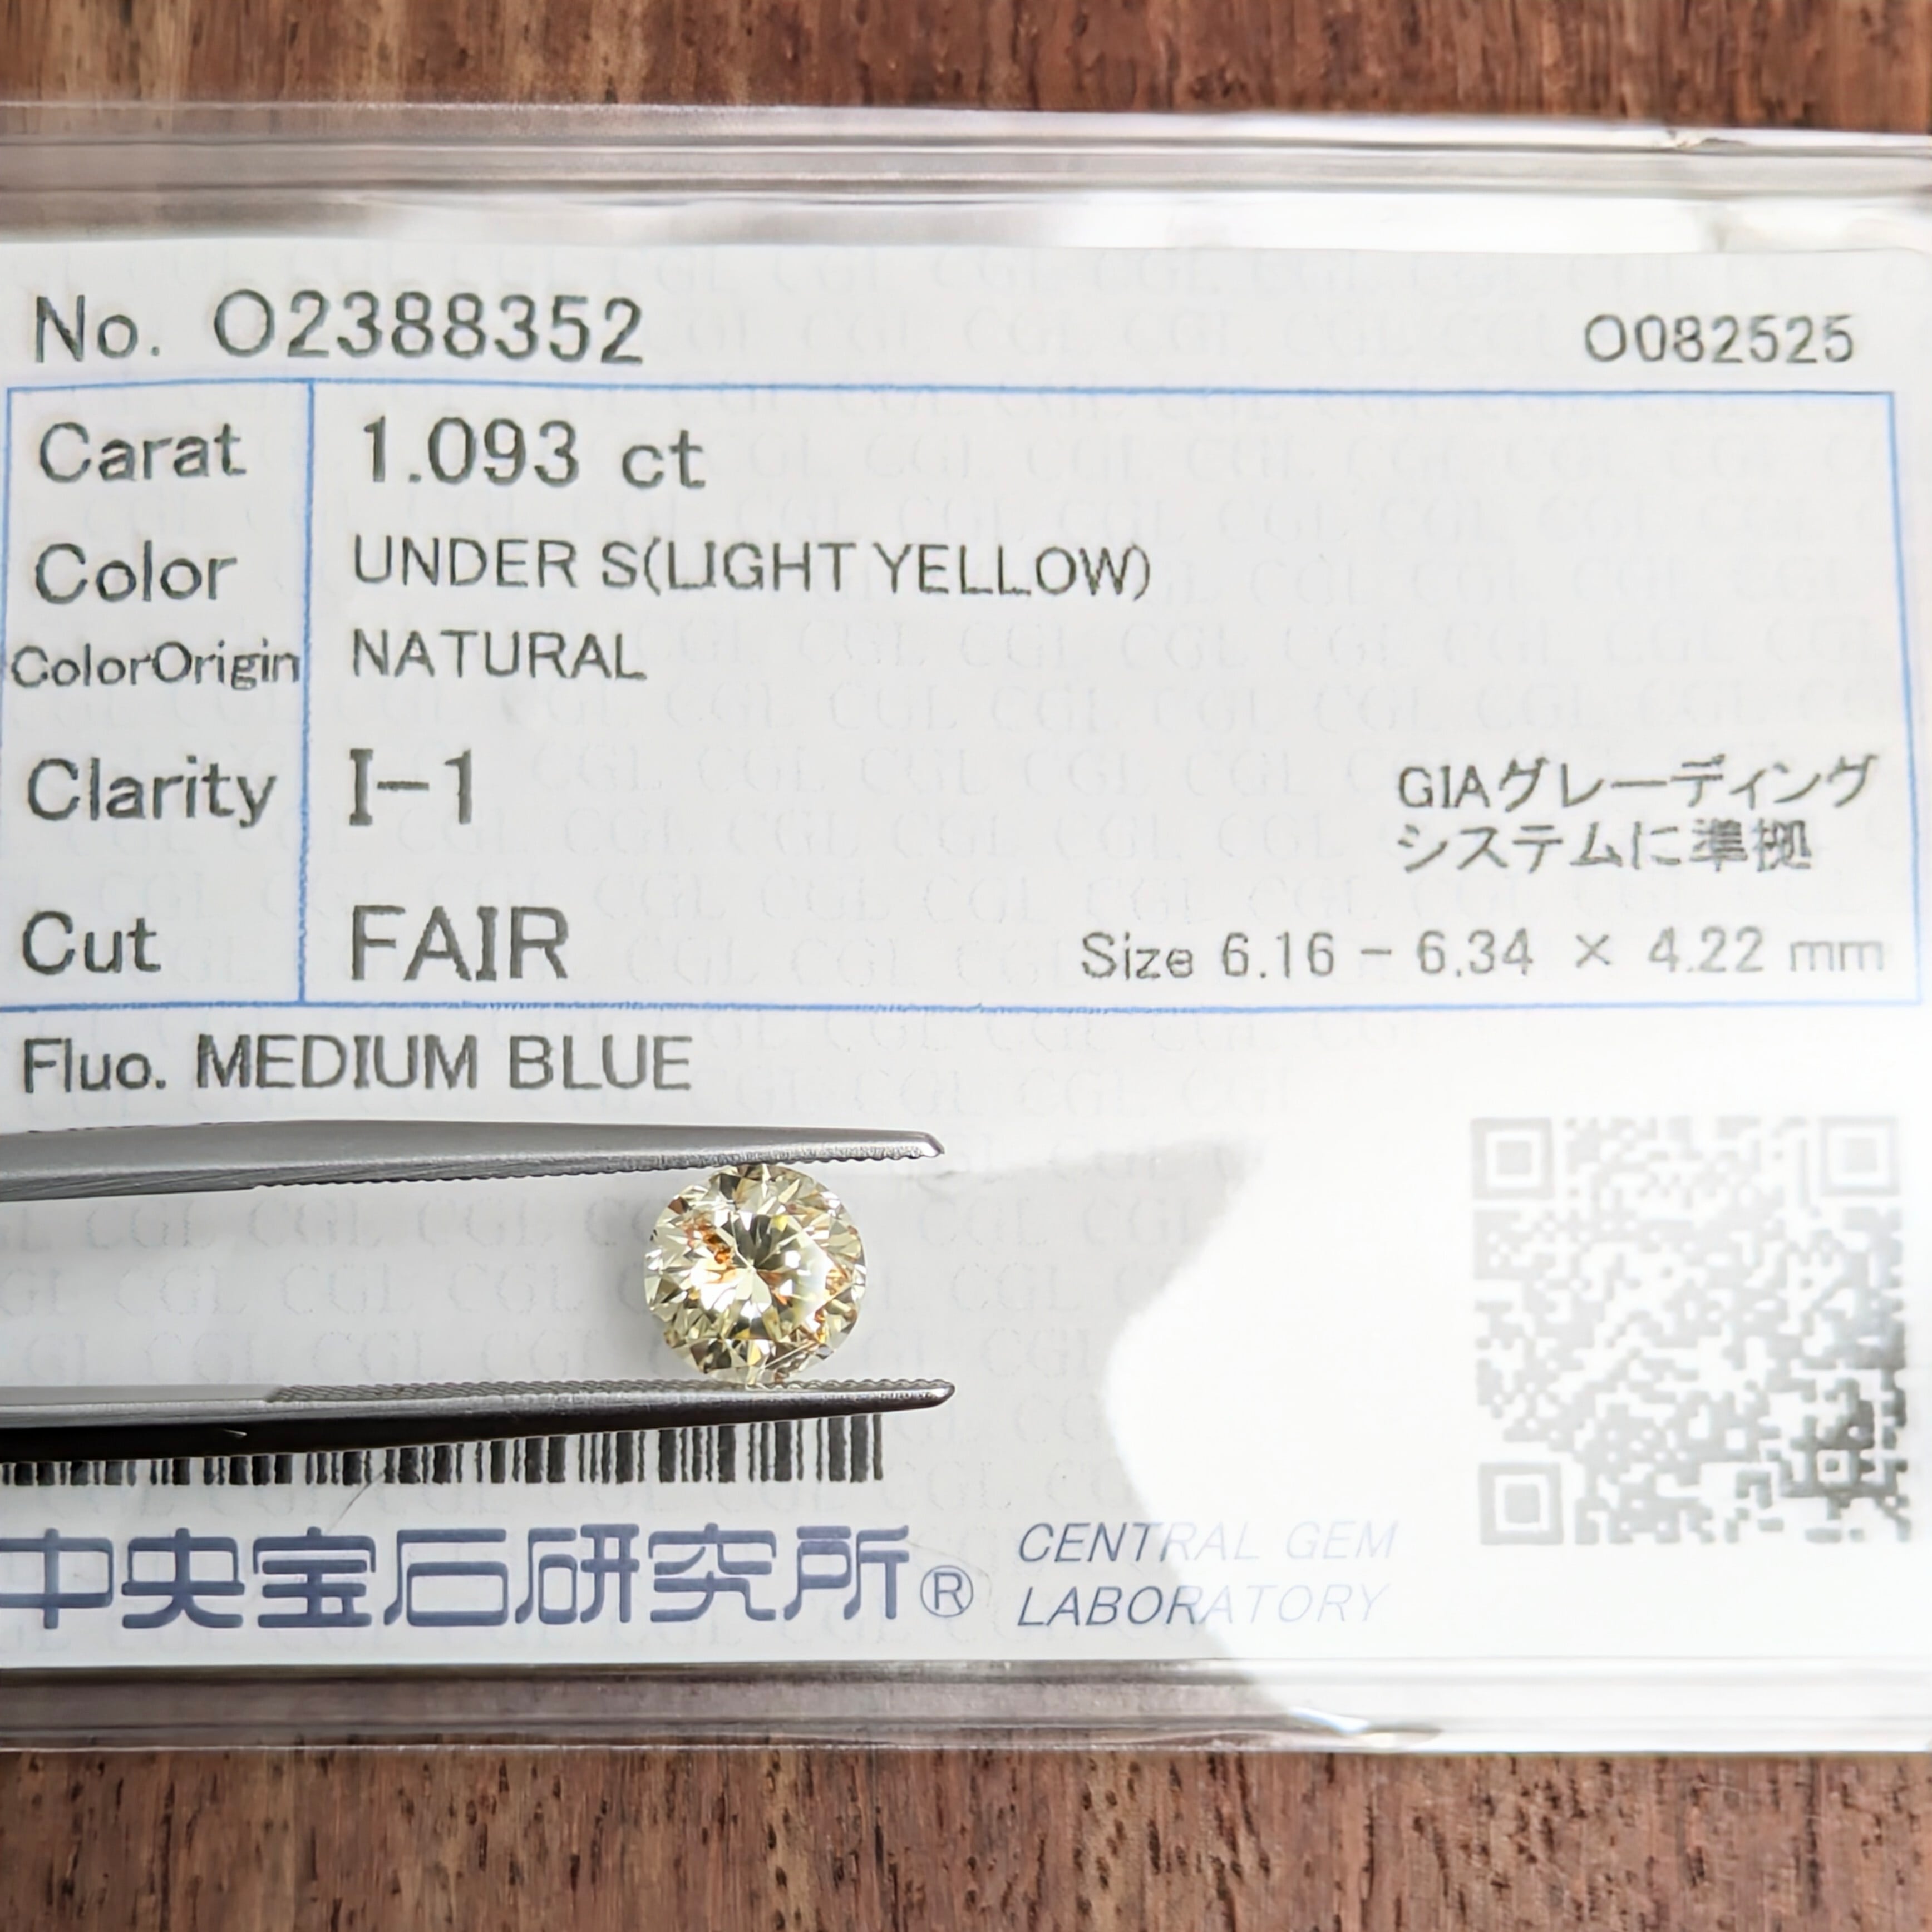 No. O2388352
O082525
Carat 1.093 ct
Color UNDER S(LIGHT YELLOW)
ColorOrigin NATURAL
Clarity I-1
GIAグレーディング
システムに準拠
Cut FAIR
Size 6.16 - 6.34 × 4.22 mm
Fluo. MEDIUM BLUE
中央宝石研究所®
CENTRAL GEM
LABORATORY